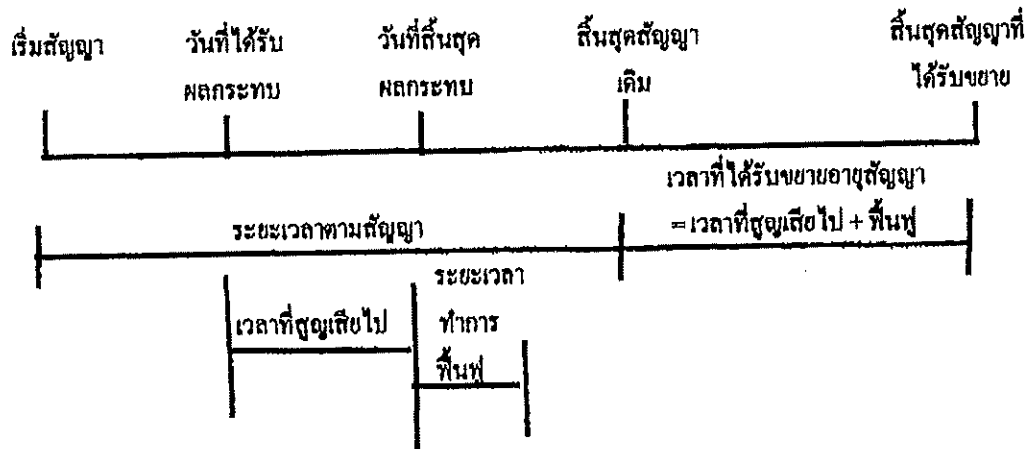 เริ่มสัญญา
วันที่ได้รับ
ผลกระทบ
วันที่สิ้นสุด
ผลกระทบ
สิ้นสุดสัญญา
เดิม
สิ้นสุดสัญญาที่
ได้รับขยาย
เวลาที่ได้รับขยายอายุสัญญา
=เวลาที่สูญเสียไป + ฟื้นฟู
ระยะเวลาตามสัญญา
เวลาที่สูญเสียไป
ระยะเวลา
ทำการ
ฟื้นฟู